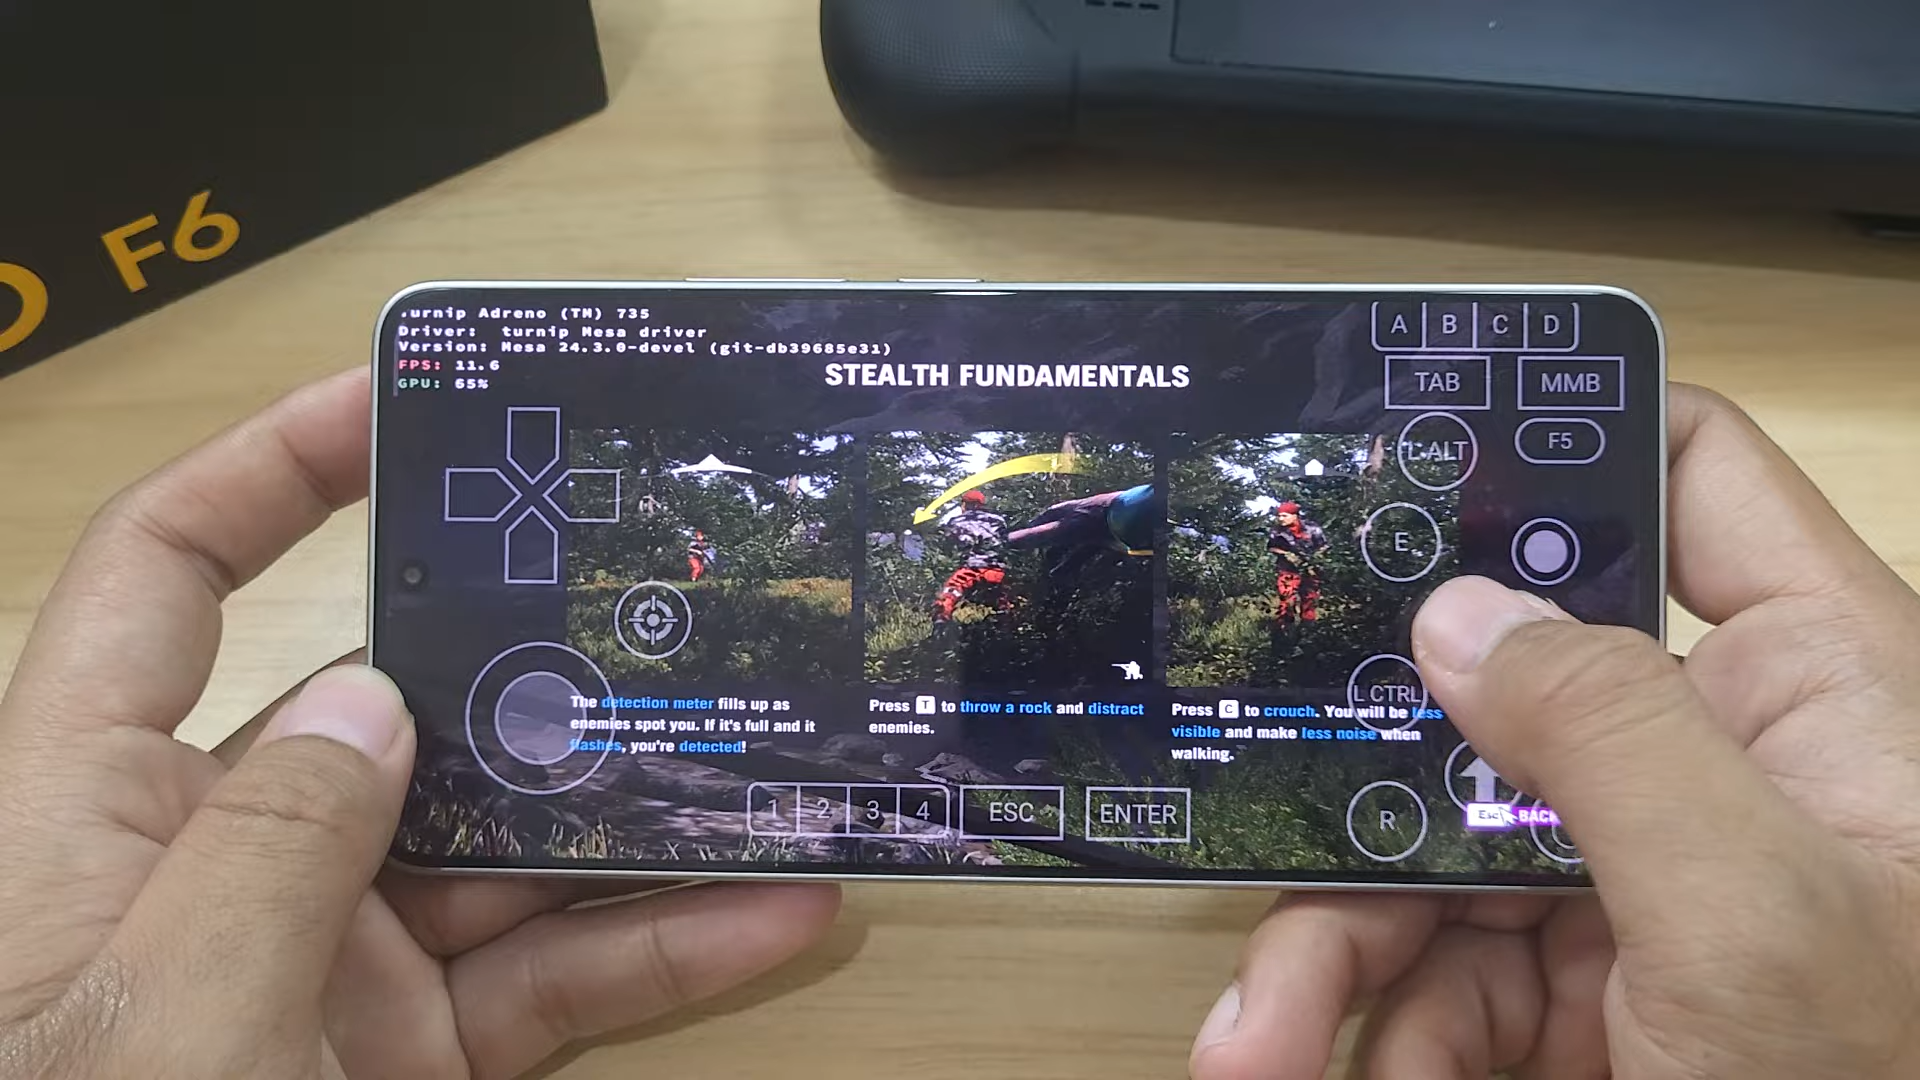 F6
turnip Adreno (TM) 735
Driver: turnip Mesa driver
Version: Mesa 24.3.0-devel (git-db39685e31)
FPS: 11.6
GPU: 65%
STEALTH FUNDAMENTALS
A B C D
TAB MMB
L ALT F5
E
The detection meter fills up as
enemies spot you. If it's full and it
flashes, you're detected!
Press T to throw a rock and distract
enemies.
L CTRL
Press C to crouch. You will be less
visible and make less noise when
walking.
1 2 3 4 ESC ENTER
R
Esc BACK